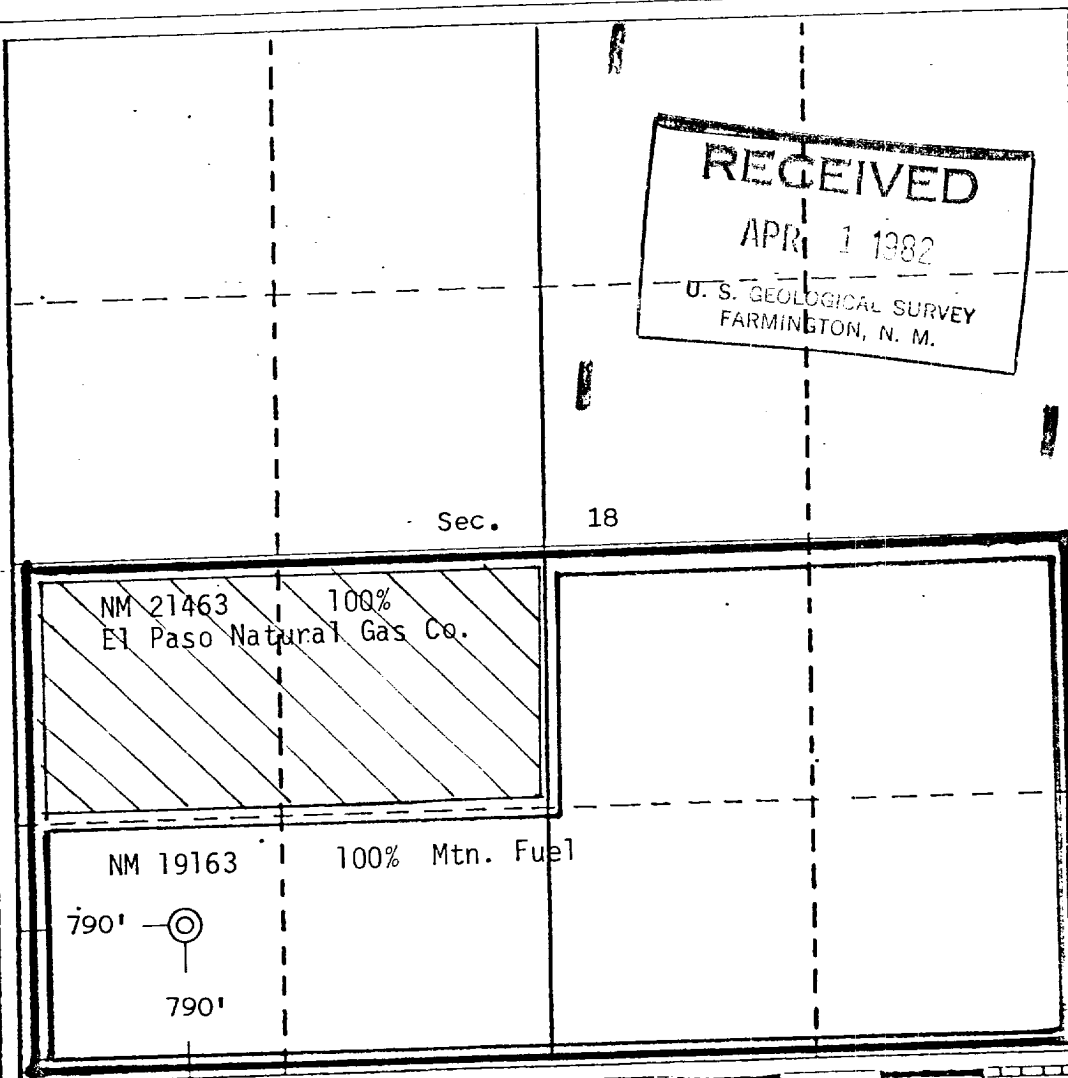 RECEIVED
APR 1 1982
U. S. GEOLOGICAL SURVEY
FARMINGTON, N. M.
Sec. 18
NM 21463 100%
El Paso Natural Gas Co.
NM 19163 100% Mtn. Fuel
790'
790'